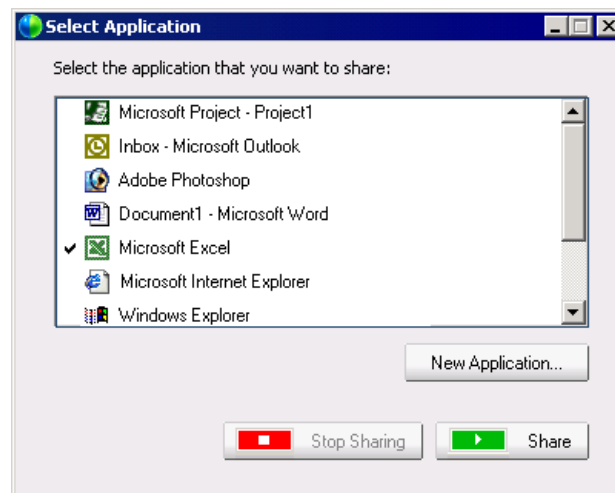 Select Application
Select the application that you want to share:
Microsoft Project - Project1
Inbox - Microsoft Outlook
Adobe Photoshop
Document1 - Microsoft Word
Microsoft Excel
Microsoft Internet Explorer
Windows Explorer
New Application...
Stop Sharing
Share